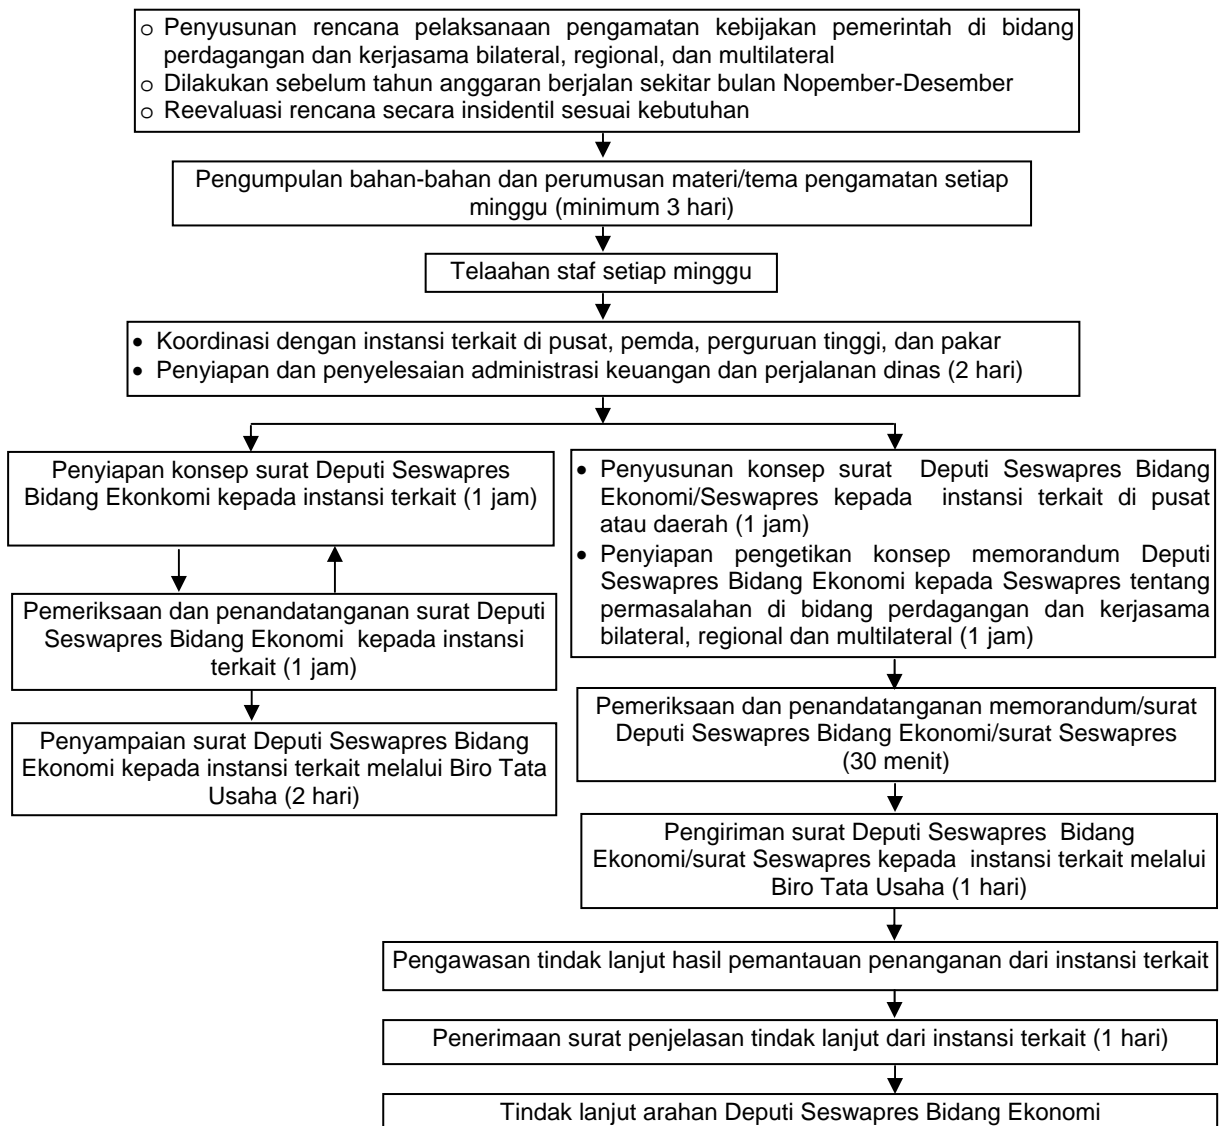 o Penyusunan rencana pelaksanaan pengamatan kebijakan pemerintah di bidang
perdagangan dan kerjasama bilateral, regional, dan multilateral
o Dilakukan sebelum tahun anggaran berjalan sekitar bulan Nopember-Desember
o Reevaluasi rencana secara insidentil sesuai kebutuhan
Pengumpulan bahan-bahan dan perumusan materi/tema pengamatan setiap
minggu (minimum 3 hari)
Telaahan staf setiap minggu
• Koordinasi dengan instansi terkait di pusat, pemda, perguruan tinggi, dan pakar
• Penyiapan dan penyelesaian administrasi keuangan dan perjalanan dinas (2 hari)
Penyiapan konsep surat Deputi Seswapres
Bidang Ekonkomi kepada instansi terkait (1 jam)
Pemeriksaan dan penandatanganan surat Deputi
Seswapres Bidang Ekonomi kepada instansi
terkait (1 jam)
Penyampaian surat Deputi Seswapres Bidang
Ekonomi kepada instansi terkait melalui Biro Tata
Usaha (2 hari)
• Penyusunan konsep surat Deputi Seswapres Bidang
Ekonomi/Seswapres kepada instansi terkait di pusat
atau daerah (1 jam)
• Penyiapan pengetikan konsep memorandum Deputi
Seswapres Bidang Ekonomi kepada Seswapres tentang
permasalahan di bidang perdagangan dan kerjasama
bilateral, regional dan multilateral (1 jam)
Pemeriksaan dan penandatanganan memorandum/surat
Deputi Seswapres Bidang Ekonomi/surat Seswapres
(30 menit)
Pengiriman surat Deputi Seswapres Bidang
Ekonomi/surat Seswapres kepada instansi terkait melalui
Biro Tata Usaha (1 hari)
Pengawasan tindak lanjut hasil pemantauan penanganan dari instansi terkait
Penerimaan surat penjelasan tindak lanjut dari instansi terkait (1 hari)
Tindak lanjut arahan Deputi Seswapres Bidang Ekonomi